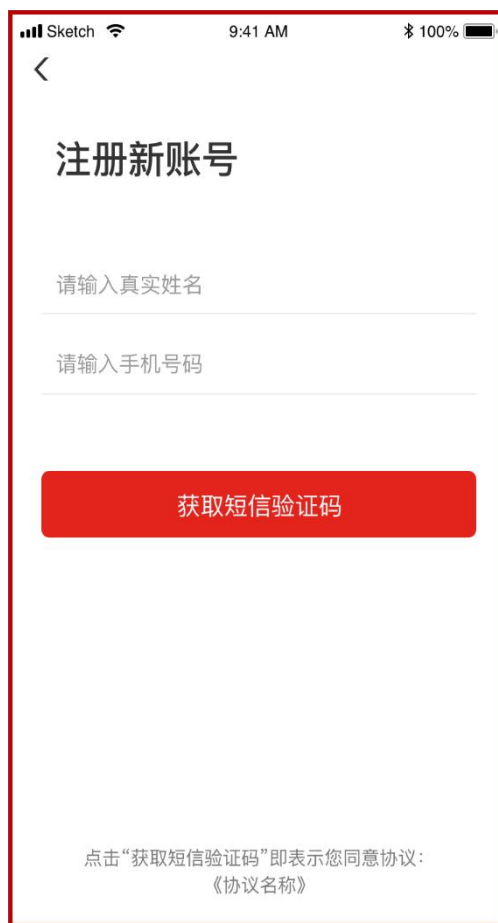 Sketch 9:41 AM 100%
注册新账号
请输入真实姓名
请输入手机号码
获取短信验证码
点击“获取短信验证码”即表示您同意协议：
《协议名称》